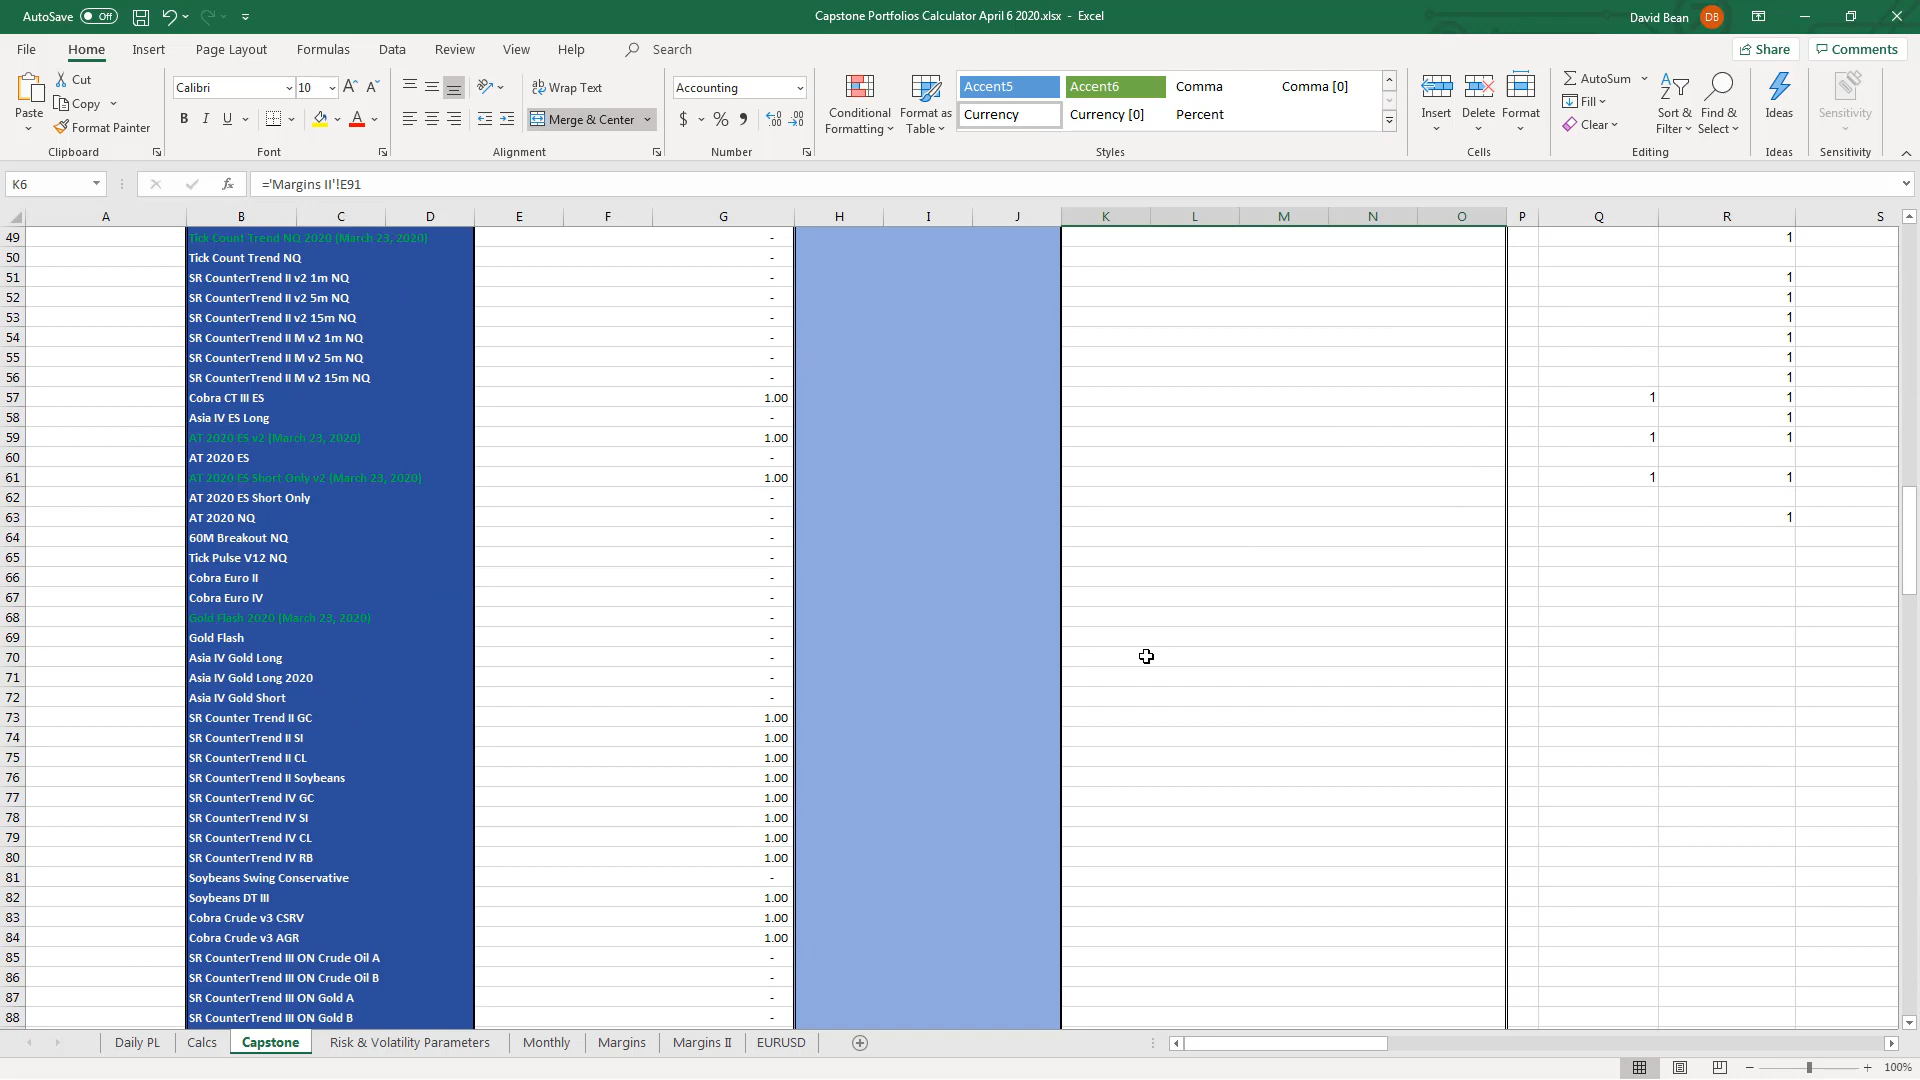 AutoSave Off Capstone Portfolios Calculator April 6 2020.xlsx - Excel David Bean DB
File Home Insert Page Layout Formulas Data Review View Help Search Share Comments
Paste Cut Copy Format Painter Clipboard
Calibri 10 A A B I U A Font
ab Wrap Text Merge & Center Alignment
Accounting $ % 9 Number
Conditional Formatting Format as Table
Accent5 Accent6 Comma Comma [0]
Currency Currency [0] Percent
Styles
Insert Delete Format Cells
AutoSum Fill Clear Sort & Filter Find & Select Editing
Ideas Ideas
Sensitivity Sensitivity
K6 fx ='Margins II'!E91
A B C D E F G H I J K L M N O P Q R S
49 Tick Count Trend NQ 2020 (March 23, 2020) - 1
50 Tick Count Trend NQ -
51 SR CounterTrend II v2 1m NQ - 1
52 SR CounterTrend II v2 5m NQ - 1
53 SR CounterTrend II v2 15m NQ - 1
54 SR CounterTrend II M v2 1m NQ - 1
55 SR CounterTrend II M v2 5m NQ - 1
56 SR CounterTrend II M v2 15m NQ - 1
57 Cobra CT III ES 1.00 1 1
58 Asia IV ES Long - 1
59 AT 2020 ES v2 (March 23, 2020) 1.00 1 1
60 AT 2020 ES -
61 AT 2020 ES Short Only v2 (March 23, 2020) 1.00 1 1
62 AT 2020 ES Short Only -
63 AT 2020 NQ - 1
64 60M Breakout NQ -
65 Tick Pulse V12 NQ -
66 Cobra Euro II -
67 Cobra Euro IV -
68 Gold Flash 2020 (March 23, 2020) -
69 Gold Flash -
70 Asia IV Gold Long -
71 Asia IV Gold Long 2020 -
72 Asia IV Gold Short -
73 SR Counter Trend II GC 1.00
74 SR CounterTrend II SI 1.00
75 SR CounterTrend II CL 1.00
76 SR CounterTrend II Soybeans 1.00
77 SR CounterTrend IV GC 1.00
78 SR CounterTrend IV SI 1.00
79 SR CounterTrend IV CL 1.00
80 SR CounterTrend IV RB 1.00
81 Soybeans Swing Conservative -
82 Soybeans DT III 1.00
83 Cobra Crude v3 CSRV 1.00
84 Cobra Crude v3 AGR 1.00
85 SR CounterTrend III ON Crude Oil A -
86 SR CounterTrend III ON Crude Oil B -
87 SR CounterTrend III ON Gold A -
88 SR CounterTrend III ON Gold B -
Daily PL Calcs Capstone Risk & Volatility Parameters Monthly Margins Margins II EURUSD
100%